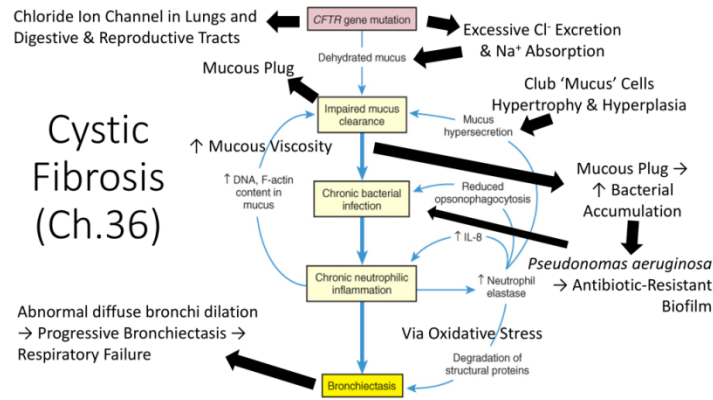 Chloride Ion Channel in Lungs and
Digestive & Reproductive Tracts
CFTR gene mutation
Excessive Cl⁻ Excretion
& Na⁺ Absorption
Dehydrated mucus
Mucous Plug
Club ‘Mucus’ Cells
Hypertrophy & Hyperplasia
Impaired mucus
clearance
Mucus
hypersecretion
Cystic
Fibrosis
(Ch.36)
↑ Mucous Viscosity
↑ DNA, F-actin
content in
mucus
Mucous Plug →
↑ Bacterial
Accumulation
Chronic bacterial
infection
Reduced
opsonophagocytosis
↑ IL-8
Pseudonomas aeruginosa
→ Antibiotic-Resistant
Biofilm
Chronic neutrophilic
inflammation
↑ Neutrophil
elastase
Abnormal diffuse bronchi dilation
→ Progressive Bronchiectasis →
Respiratory Failure
Via Oxidative Stress
Degradation of
structural proteins
Bronchiectasis